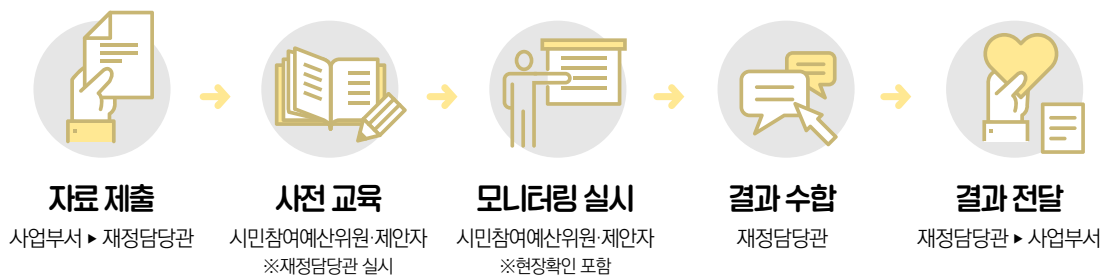 자료 제출
사업부서 ▸ 재정담당관
사전 교육
시민참여예산위원·제안자
※재정담당관 실시
모니터링 실시
시민참여예산위원·제안자
※현장확인 포함
결과 수합
재정담당관
결과 전달
재정담당관 ▸ 사업부서